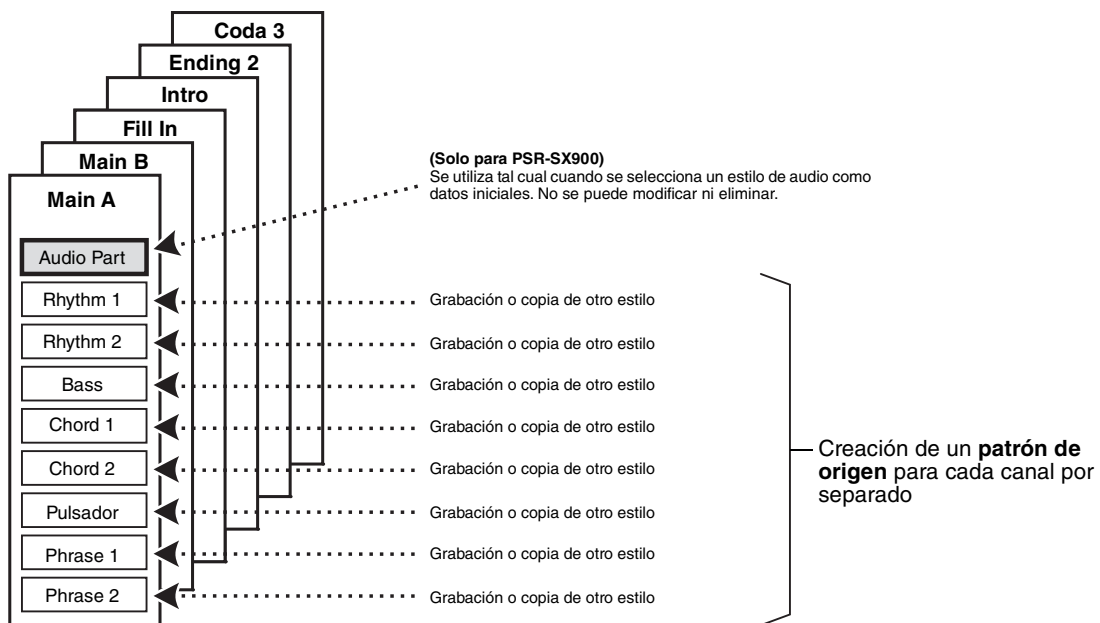 Coda 3
Ending 2
Intro
Fill In
Main B
Main A
(Solo para PSR-SX900)
Se utiliza tal cual cuando se selecciona un estilo de audio como
datos iniciales. No se puede modificar ni eliminar.
Audio Part
Rhythm 1
Grabación o copia de otro estilo
Rhythm 2
Grabación o copia de otro estilo
Bass
Grabación o copia de otro estilo
Chord 1
Grabación o copia de otro estilo
Chord 2
Grabación o copia de otro estilo
Pulsador
Grabación o copia de otro estilo
Phrase 1
Grabación o copia de otro estilo
Phrase 2
Grabación o copia de otro estilo
Creación de un patrón de
origen para cada canal por
separado